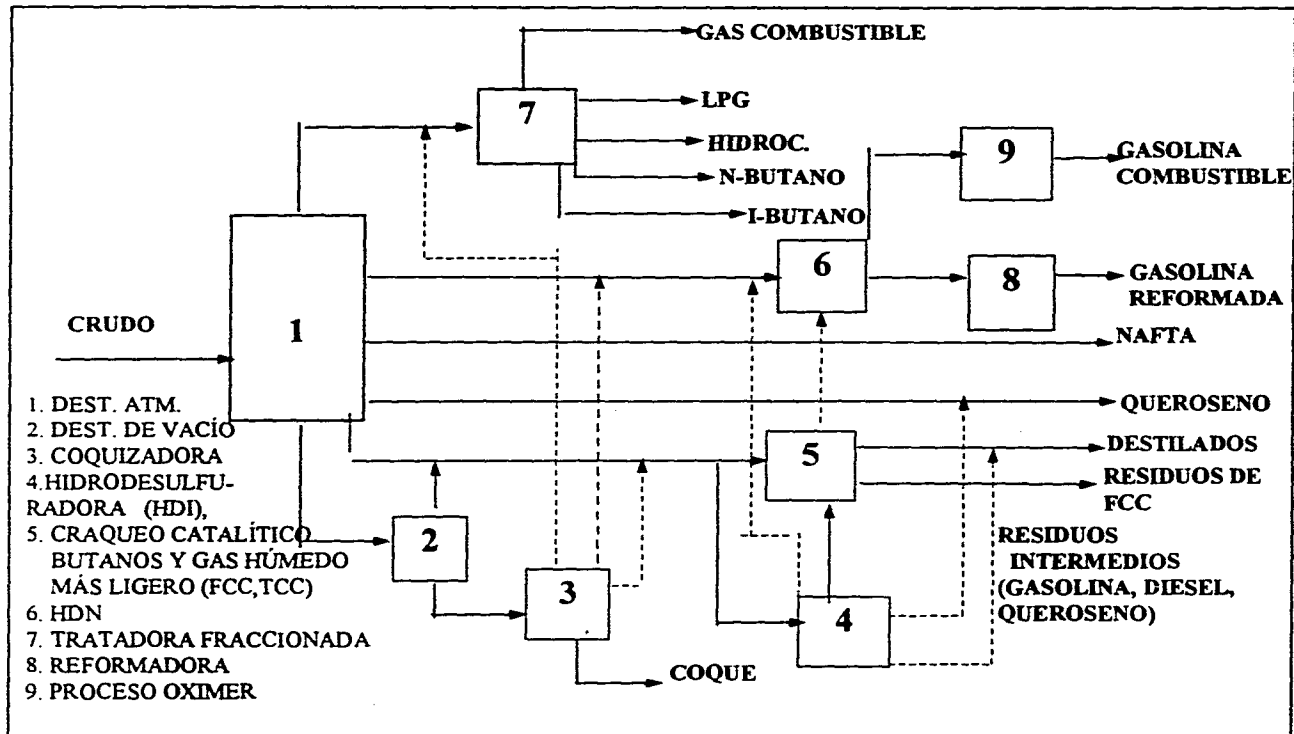 GAS COMBUSTIBLE
7
LPG
HIDROC.
N-BUTANO
I-BUTANO
9
GASOLINA
COMBUSTIBLE
6
8
GASOLINA
REFORMADA
CRUDO
1
NAFTA
QUEROSENO
5
DESTILADOS
RESIDUOS DE
FCC
2
3
4
RESIDUOS
INTERMEDIOS
(GASOLINA, DIESEL,
QUEROSENO)
COQUE
1. DEST. ATM.
2. DEST. DE VACÍO
3. COQUIZADORA
4.HIDRODESULFU-
RADORA (HDI),
5. CRAQUEO CATALÍTICO
BUTANOS Y GAS HÚMEDO
MÁS LIGERO (FCC,TCC)
6. HDN
7. TRATADORA FRACCIONADA
8. REFORMADORA
9. PROCESO OXIMER